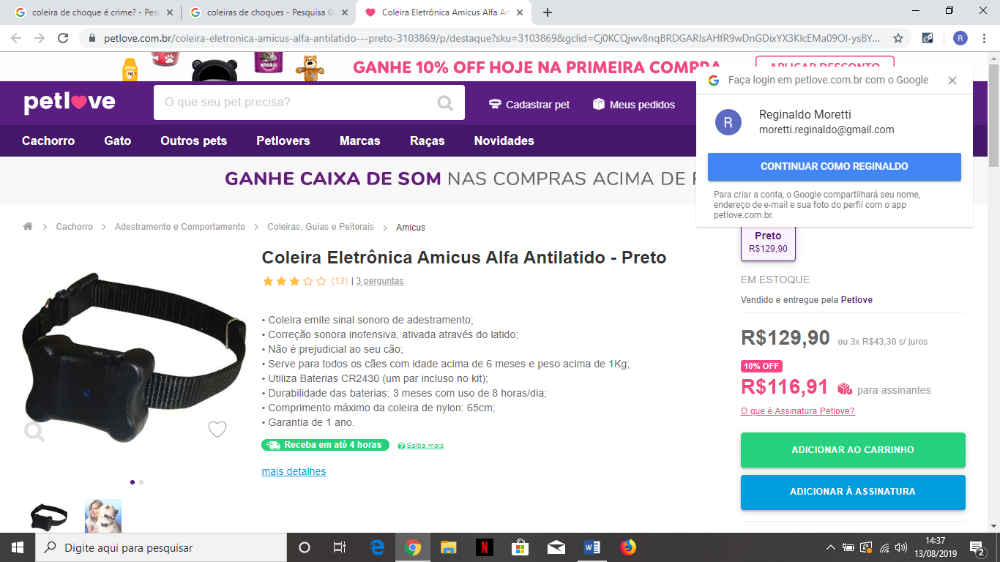 coleira de choque é crime? - Pesq
coleiras de choques - Pesquisa G
Coleira Eletrônica Amicus Alfa An
petlove.com.br/coleira-eletronica-amicus-alfa-antilatido---preto-3103869/p/destaque?sku=3103869&gclid=Cj0KCQjwv8nqBRDGARIsAHfR9wDnGDixYX3KIcEMa09OI-ysBY...
R
whiskas
GANHE 10% OFF HOJE NA PRIMEIRA COMPRA
APLICAR DESCONTO
petlove
O que seu pet precisa?
Cadastrar pet
Meus pedidos
Cachorro
Gato
Outros pets
Petlovers
Marcas
Raças
Novidades
Faça login em petlove.com.br com o Google
R
Reginaldo Moretti
moretti.reginaldo@gmail.com
CONTINUAR COMO REGINALDO
Para criar a conta, o Google compartilhará seu nome,
endereço de e-mail e sua foto do perfil com o app
petlove.com.br.
GANHE CAIXA DE SOM NAS COMPRAS ACIMA DE
Cachorro > Adestramento e Comportamento > Coleiras, Guias e Peitorais > Amicus
Coleira Eletrônica Amicus Alfa Antilatido - Preto
(13) | 3 perguntas
• Coleira emite sinal sonoro de adestramento;
• Correção sonora inofensiva, ativada através do latido;
• Não é prejudicial ao seu cão;
• Serve para todos os cães com idade acima de 6 meses e peso acima de 1Kg;
• Utiliza Baterias CR2430 (um par incluso no kit);
• Durabilidade das baterias: 3 meses com uso de 8 horas/dia;
• Comprimento máximo da coleira de nylon: 65cm;
• Garantia de 1 ano.
Receba em até 4 horas
? Saiba mais
mais detalhes
Preto
R$129,90
EM ESTOQUE
Vendido e entregue pela Petlove
R$129,90 ou 3x R$43,30 s/ juros
10% OFF
R$116,91 para assinantes
O que é Assinatura Petlove?
ADICIONAR AO CARRINHO
ADICIONAR À ASSINATURA
Digite aqui para pesquisar
14:37
13/08/2019
2